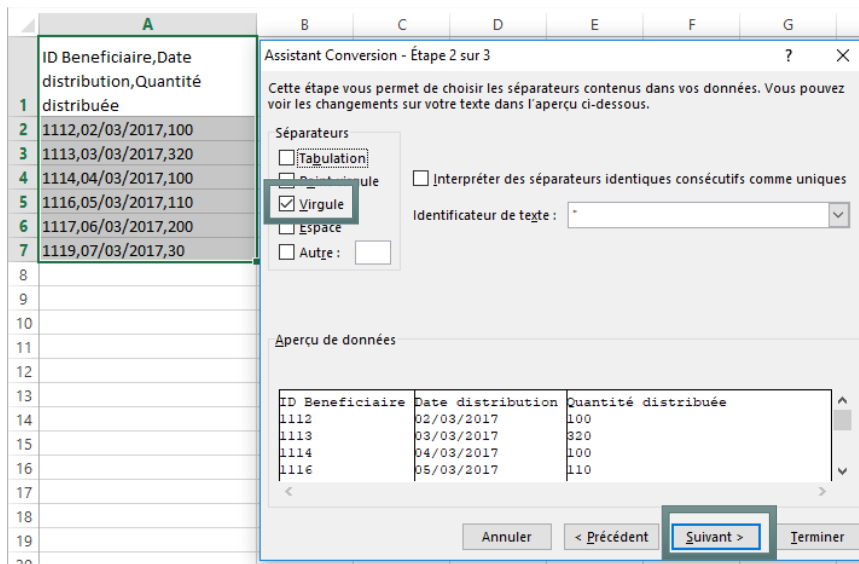 A B C D E F G
1 ID Beneficiaire,Date
distribution,Quantité
distribuée
2 1112,02/03/2017,100
3 1113,03/03/2017,320
4 1114,04/03/2017,100
5 1116,05/03/2017,110
6 1117,06/03/2017,200
7 1119,07/03/2017,30
8
9
10
11
12
13
14
15
16
17
18
19
20
Assistant Conversion - Étape 2 sur 3 ?
Cette étape vous permet de choisir les séparateurs contenus dans vos données. Vous pouvez
voir les changements sur votre texte dans l'aperçu ci-dessous.
Séparateurs
Tabulation
Point-virgule
Virgule
Espace
Autre :
Interpréter des séparateurs identiques consécutifs comme uniques
Identificateur de texte : "
Aperçu de données
ID Beneficiaire Date distribution Quantité distribuée
1112 02/03/2017 100
1113 03/03/2017 320
1114 04/03/2017 100
1116 05/03/2017 110
Annuler < Précédent Suivant > Terminer